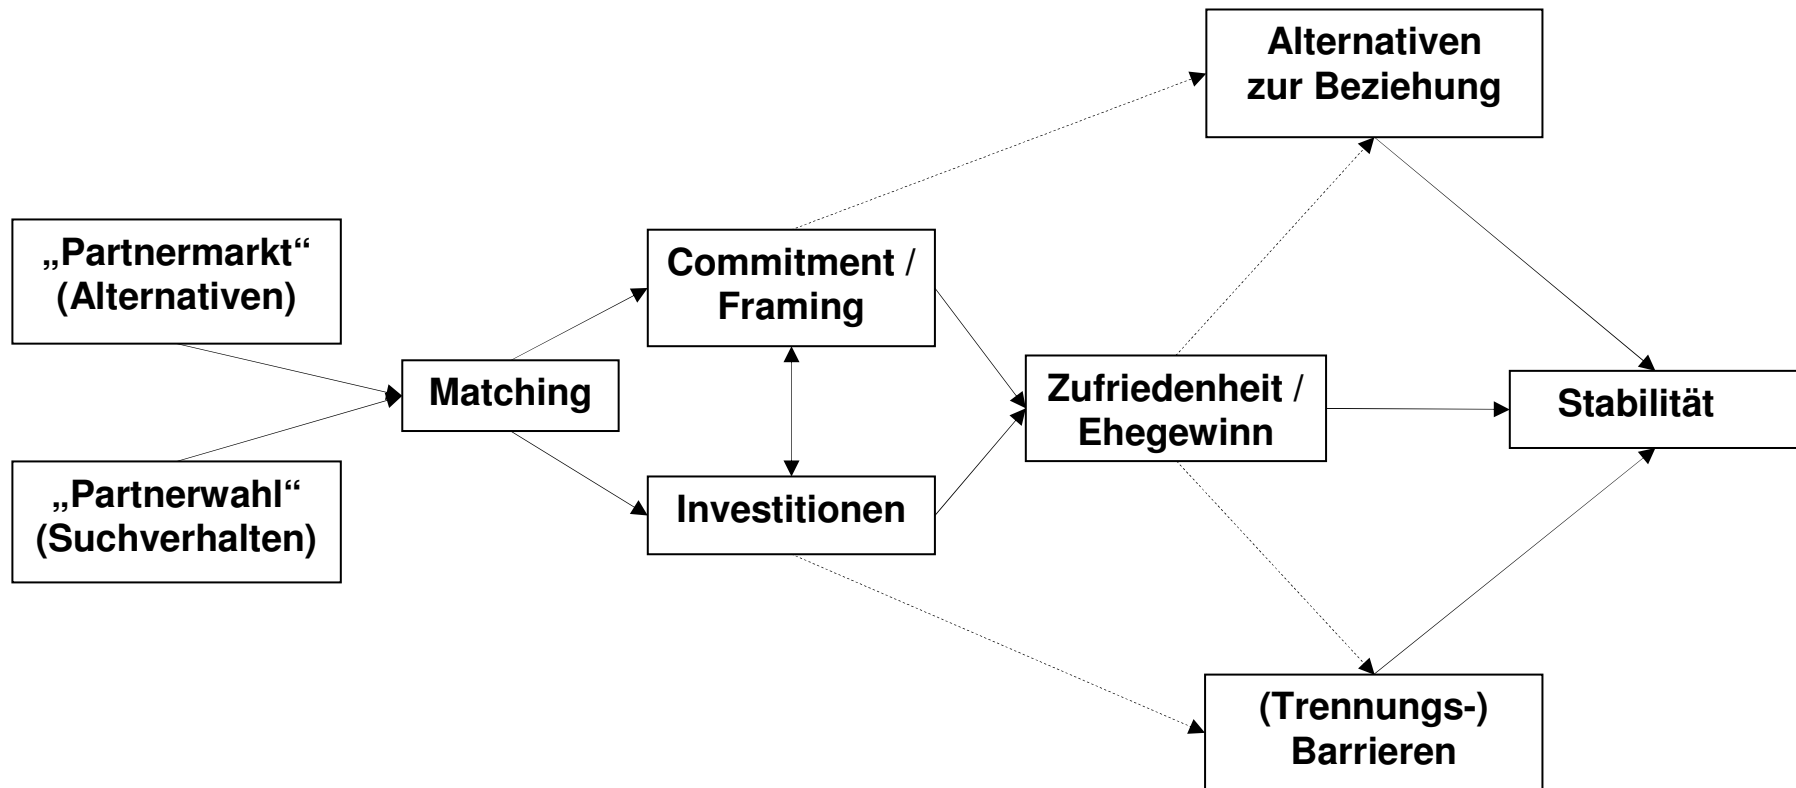 Alternativen
zur Beziehung
„Partnermarkt“
(Alternativen)
Commitment /
Framing
Matching
Zufriedenheit /
Ehegewinn
Stabilität
„Partnerwahl“
(Suchverhalten)
Investitionen
(Trennungs-)
Barrieren